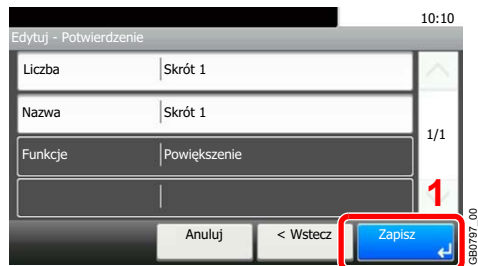 10:10
Edytuj - Potwierdzenie
Liczba Skrót 1
Nazwa Skrót 1
1/1
Funkcje Powiększenie
1
Anuluj < Wstecz Zapisz
GB0797_00